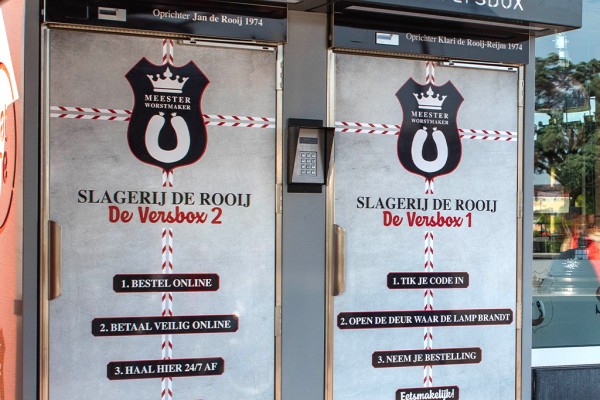 VERSBOX
Oprichter Jan de Rooij 1974
MEESTER
WORSTMAKER
SLAGERIJ DE ROOIJ
De Versbox 2
1. BESTEL ONLINE
2. BETAAL VEILIG ONLINE
3. HAAL HIER 24/7 AF
Oprichter Klari de Rooij-Reijm 1974
MEESTER
WORSTMAKER
SLAGERIJ DE ROOIJ
De Versbox 1
1. TIK JE CODE IN
2. OPEN DE DEUR WAAR DE LAMP BRANDT
3. NEEM JE BESTELLING
Eetsmakelijk!